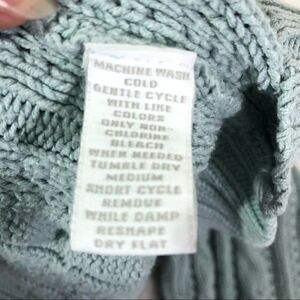 MACHINE WASH
COLD
GENTLE CYCLE
WITH LIKE
COLORS
ONLY NON-
CHLORINE
BLEACH
WHEN NEEDED
TUMBLE DRY
MEDIUM
SHORT CYCLE
REMOVE
WHILE DAMP
RESHAPE
DRY FLAT